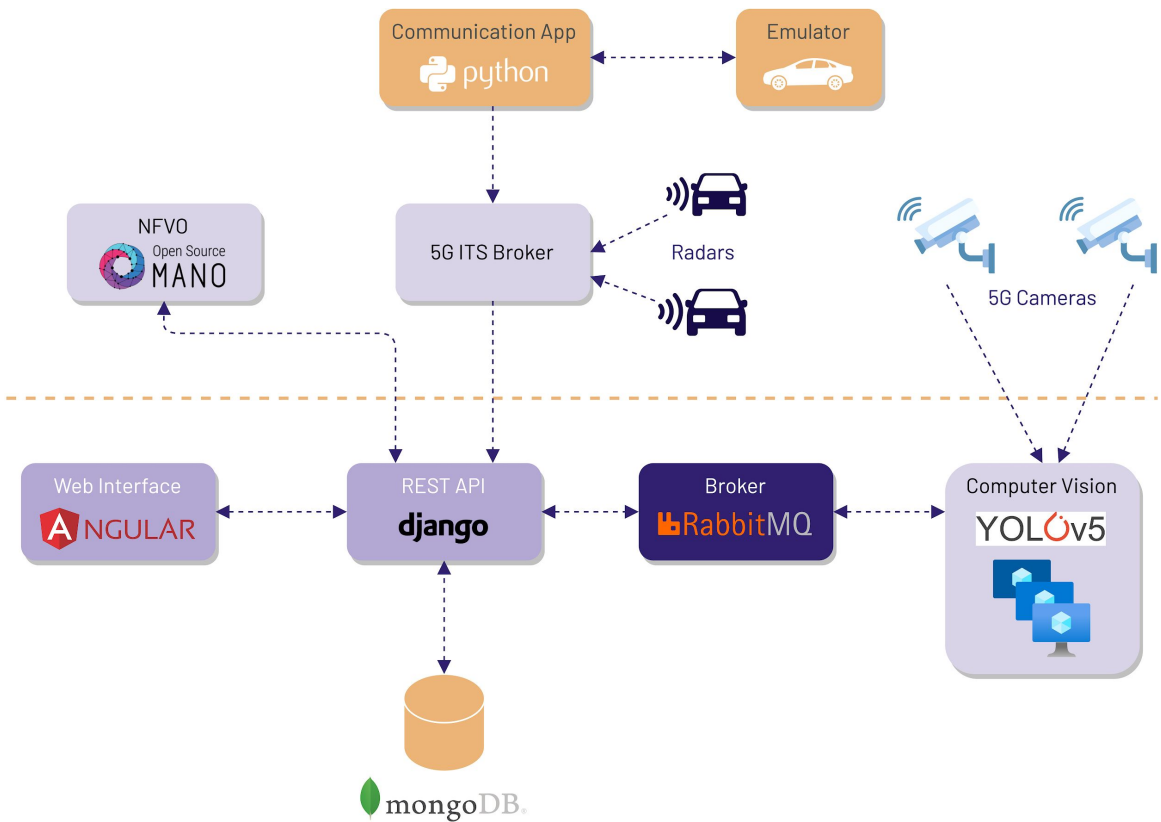 Communication App
python
Emulator
NFVO
Open Source
MANO
5G ITS Broker
Radars
5G Cameras
Web Interface
ANGULAR
REST API
django
Broker
RabbitMQ
Computer Vision
YOLOv5
mongoDB®